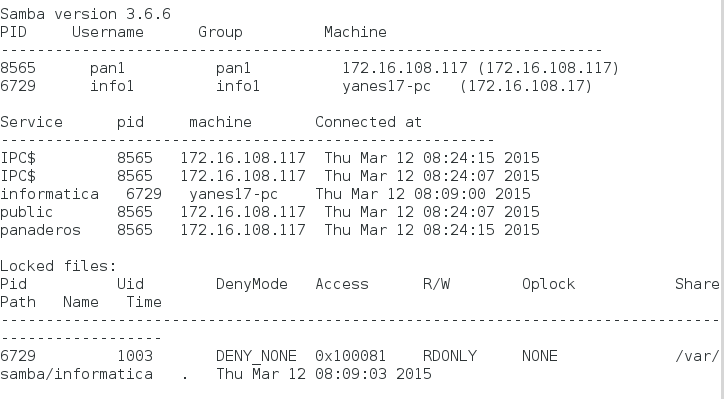 Samba version 3.6.6
PID     Username      Group         Machine
-------------------------------------------------------------------
8565      pan1          pan1          172.16.108.117 (172.16.108.117)
6729      info1         info1         yanes17-pc   (172.16.108.17)

Service      pid     machine       Connected at
-------------------------------------------------------
IPC$         8565   172.16.108.117  Thu Mar 12 08:24:15 2015
IPC$         8565   172.16.108.117  Thu Mar 12 08:24:07 2015
informatica   6729   yanes17-pc    Thu Mar 12 08:09:00 2015
public       8565   172.16.108.117  Thu Mar 12 08:24:07 2015
panaderos    8565   172.16.108.117  Thu Mar 12 08:24:15 2015

Locked files:
Pid          Uid        DenyMode   Access      R/W        Oplock           Share
Path   Name   Time
--------------------------------------------------------------------------------
------------------
6729         1003       DENY_NONE  0x100081    RDONLY     NONE             /var/
samba/informatica   .   Thu Mar 12 08:09:03 2015